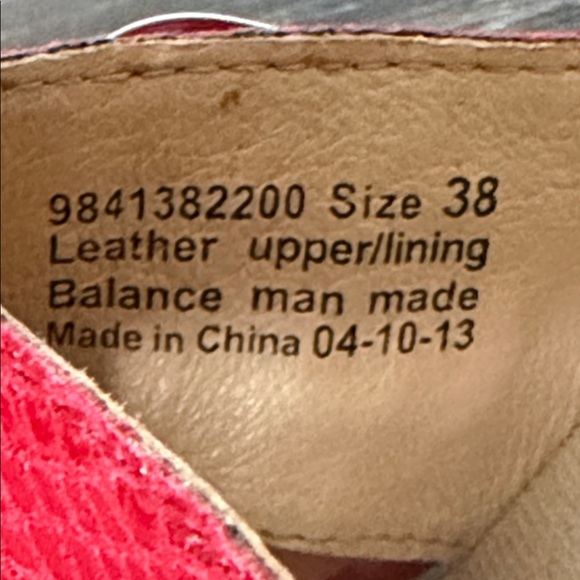 9841382200 Size 38
Leather upper/lining
Balance man made
Made in China 04-10-13